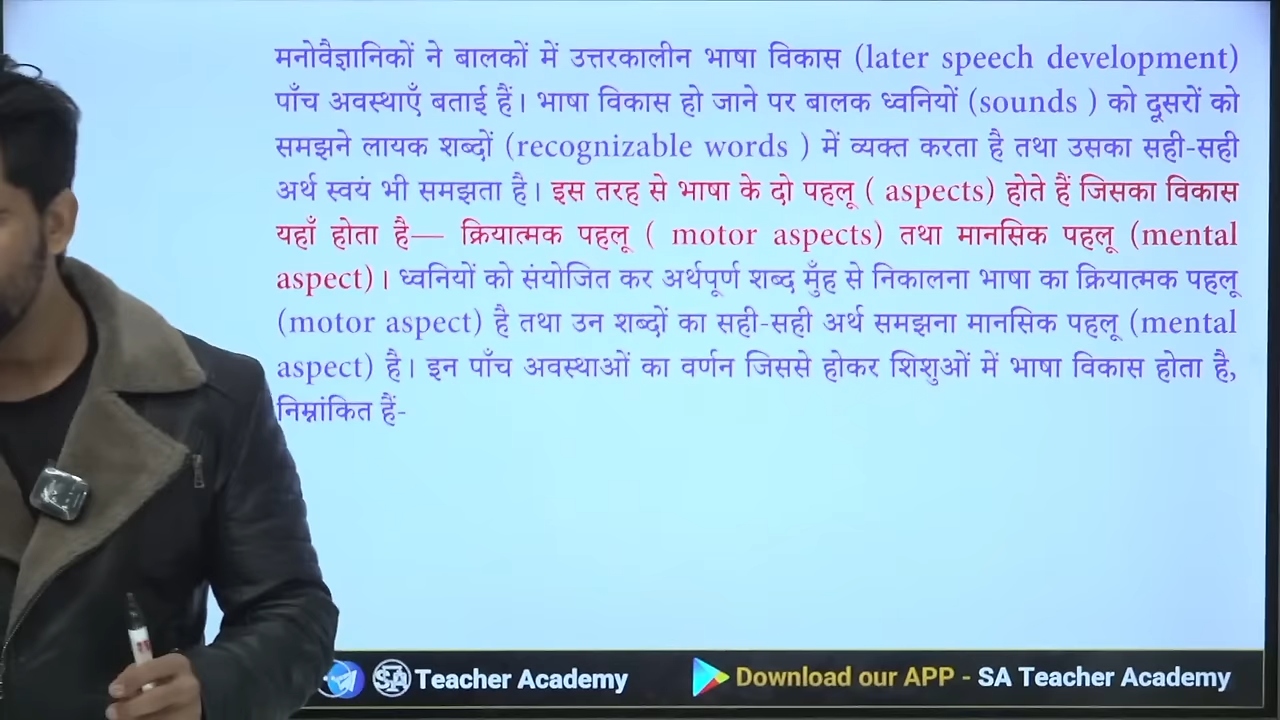 मनोवैज्ञानिकों ने बालकों में उत्तरकालीन भाषा विकास (later speech development)
पाँच अवस्थाएँ बताई हैं। भाषा विकास हो जाने पर बालक ध्वनियों (sounds ) को दूसरों को
समझने लायक शब्दों (recognizable words ) में व्यक्त करता है तथा उसका सही-सही
अर्थ स्वयं भी समझता है। इस तरह से भाषा के दो पहलू ( aspects) होते हैं जिसका विकास
यहाँ होता है— क्रियात्मक पहलू ( motor aspects) तथा मानसिक पहलू (mental
aspect)। ध्वनियों को संयोजित कर अर्थपूर्ण शब्द मुँह से निकालना भाषा का क्रियात्मक पहलू
(motor aspect) है तथा उन शब्दों का सही-सही अर्थ समझना मानसिक पहलू (mental
aspect) है। इन पाँच अवस्थाओं का वर्णन जिससे होकर शिशुओं में भाषा विकास होता है,
निम्नांकित हैं-
SA Teacher Academy Download our APP - SA Teacher Academy